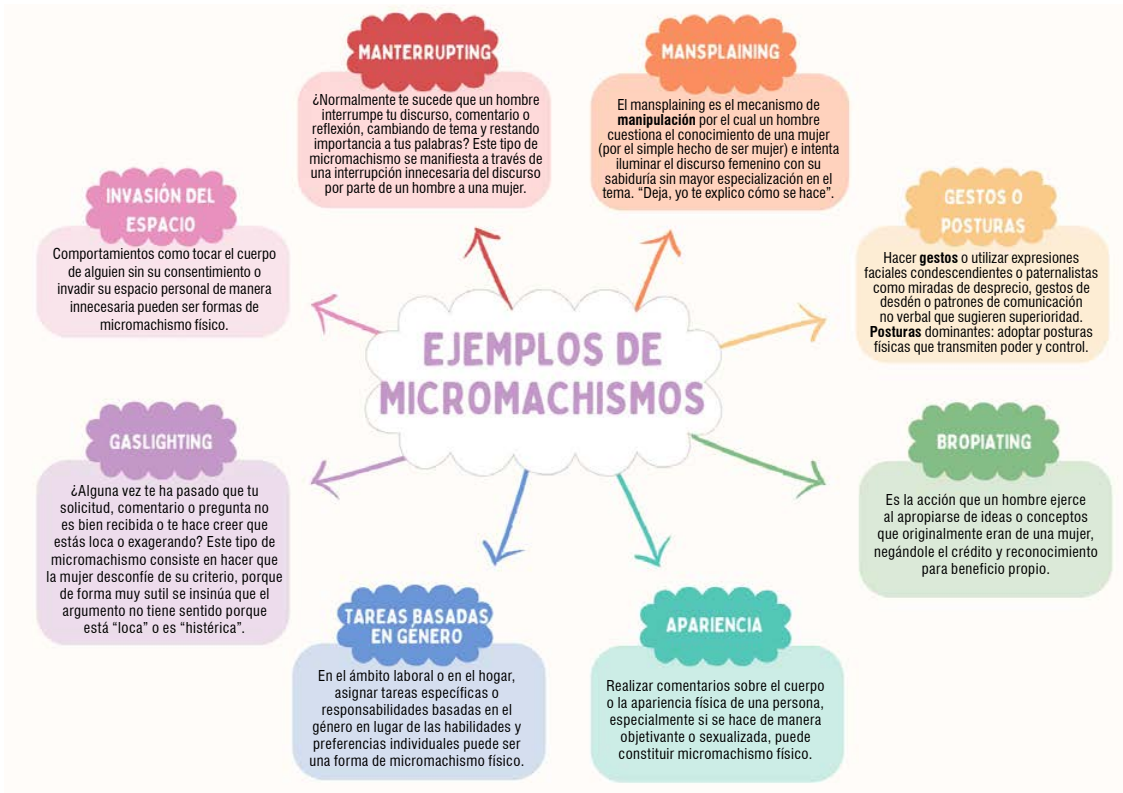 MANTERRUPTING
¿Normalmente te sucede que un hombre
interrumpe tu discurso, comentario o
reflexión, cambiando de tema y restando
importancia a tus palabras? Este tipo de
micromachismo se manifiesta a través de
una interrupción innecesaria del discurso
por parte de un hombre a una mujer.
MANSPLAINING
El mansplaining es el mecanismo de
manipulación por el cual un hombre
cuestiona el conocimiento de una mujer
(por el simple hecho de ser mujer) e intenta
iluminar el discurso femenino con su
sabiduría sin mayor especialización en el
tema. “Deja, yo te explico cómo se hace”.
INVASIÓN DEL
ESPACIO
Comportamientos como tocar el cuerpo
de alguien sin su consentimiento o
invadir su espacio personal de manera
innecesaria pueden ser formas de
micromachismo físico.
GESTOS O
POSTURAS
Hacer gestos o utilizar expresiones
faciales condescendientes o paternalistas
como miradas de desprecio, gestos de
desdén o patrones de comunicación
no verbal que sugieren superioridad.
Posturas dominantes: adoptar posturas
físicas que transmiten poder y control.
EJEMPLOS DE
MICROMACHISMOS
GASLIGHTING
¿Alguna vez te ha pasado que tu
solicitud, comentario o pregunta no
es bien recibida o te hace creer que
estás loca o exagerando? Este tipo de
micromachismo consiste en hacer que
la mujer desconfíe de su criterio, porque
de forma muy sutil se insinúa que el
argumento no tiene sentido porque
está “loca” o es “histérica”.
BROPIATING
Es la acción que un hombre ejerce
al apropiarse de ideas o conceptos
que originalmente eran de una mujer,
negándole el crédito y reconocimiento
para beneficio propio.
TAREAS BASADAS
EN GÉNERO
En el ámbito laboral o en el hogar,
asignar tareas específicas o
responsabilidades basadas en el
género en lugar de las habilidades y
preferencias individuales puede ser
una forma de micromachismo físico.
APARIENCIA
Realizar comentarios sobre el cuerpo
o la apariencia física de una persona,
especialmente si se hace de manera
objetivante o sexualizada, puede
constituir micromachismo físico.